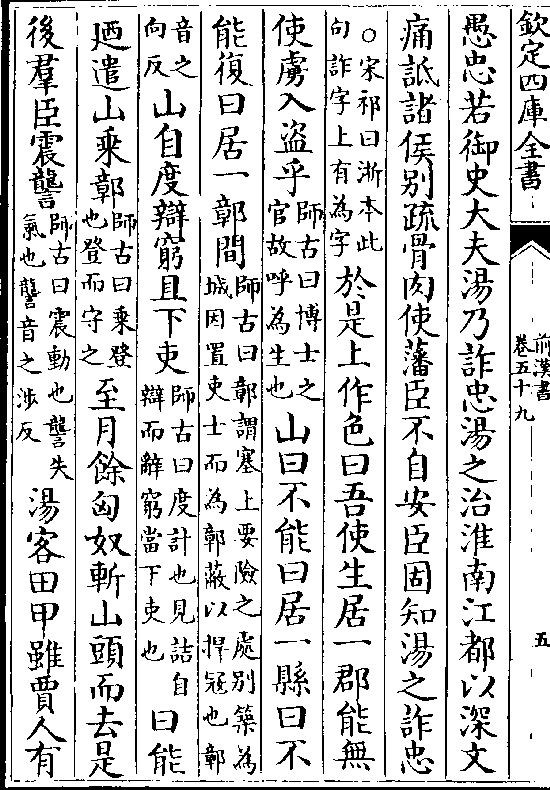 欽定四庫全書
前漢書
卷五十九
五
愚忠若御史大夫湯乃詐忠湯之治淮南江都以深文
痛詆諸侯别疏骨肉使藩臣不自安臣固知湯之詐忠
○宋祁曰淅本此
句詐字上有為字
於是上作色曰吾使生居一郡能無
使虜入盜乎
師古曰博士之
官故呼為生也
山曰不能曰居一縣曰不
能復曰居一鄣間
師古曰鄣謂塞上要險之處别築為
城因置吏士而為鄣蔽以捍寇也鄣
音之
向反
山自度辯窮且下吏
師古曰度計也見詰自
辯而辭窮當下吏也
曰能
廼遣山乘鄣
師古曰乘登
也登而守之
至月餘匈奴斬山頭而去是
後羣臣震讋
師古曰震動也讋失
氣也讋音之涉反
湯客田甲雖賈人有